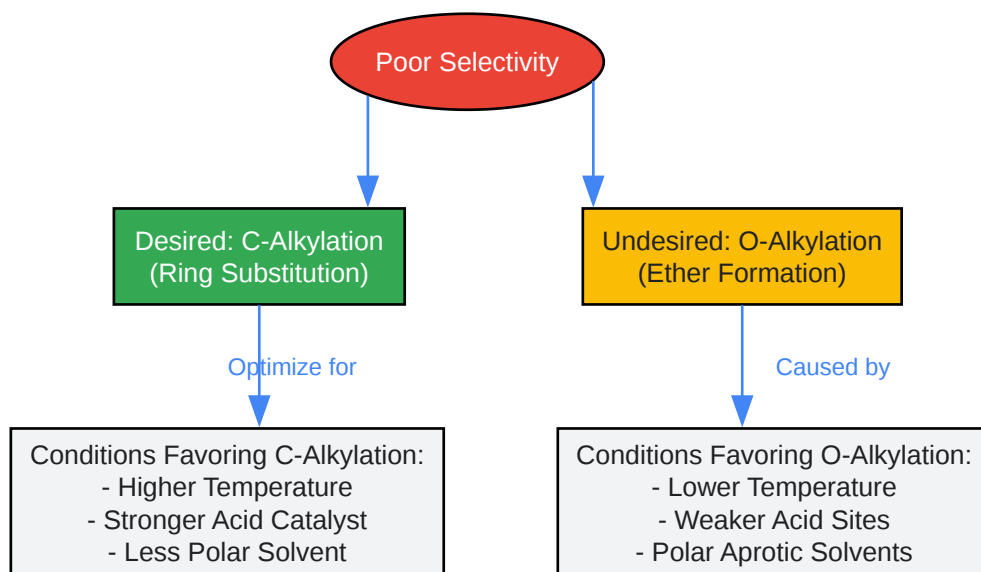 Poor Selectivity
Desired: C-Alkylation
(Ring Substitution)
Undesired: O-Alkylation
(Ether Formation)
Optimize for
Caused by
Conditions Favoring C-Alkylation:
- Higher Temperature
- Stronger Acid Catalyst
- Less Polar Solvent
Conditions Favoring O-Alkylation:
- Lower Temperature
- Weaker Acid Sites
- Polar Aprotic Solvents